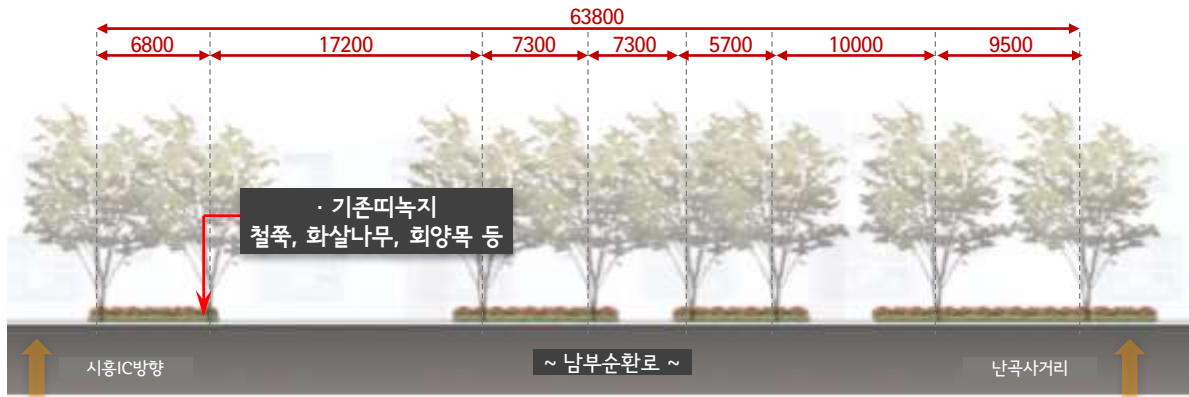 63800
6800
17200
7300
7300
5700
10000
9500
· 기존띠녹지
철쭉, 화살나무, 회양목 등
시흥IC방향
~ 남부순환로 ~
난곡사거리